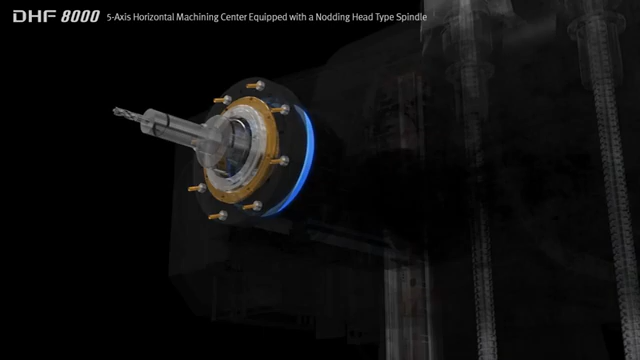 DHF 8000 5-Axis Horizontal Machining Center Equipped with a Nodding Head Type Spindle